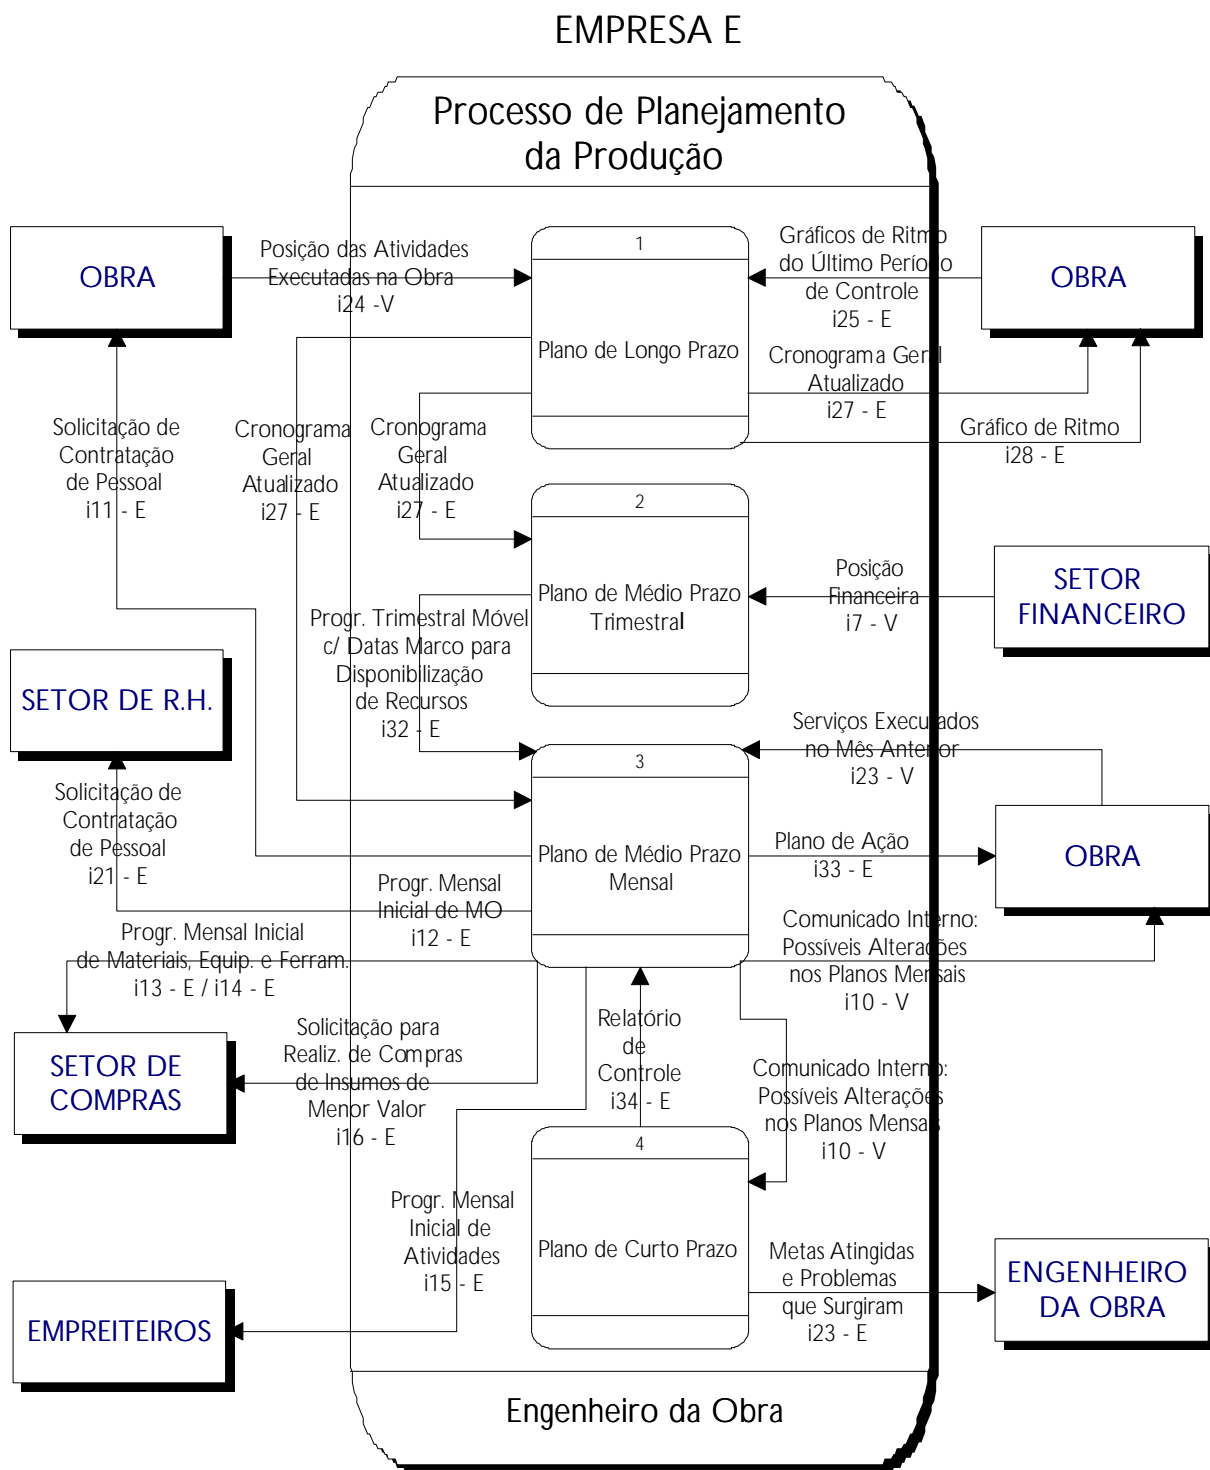 EMPRESA E
Processo de Planejamento
da Produção
OBRA
Posição das Atividades
Executadas na Obra
i24 -V
1
Plano de Longo Prazo
Gráficos de Ritmo
do Último Período
de Controle
i25 - E
OBRA
Cronograma Geral
Atualizado
i27 - E
Gráfico de Ritmo
i28 - E
Solicitação de
Contratação
de Pessoal
i11 - E
Cronograma
Geral
Atualizado
i27 - E
Cronograma
Geral
Atualizado
i27 - E
2
Plano de Médio Prazo
Trimestral
Posição
Financeira
i7 - V
SETOR
FINANCEIRO
Progr. Trimestral Móvel
c/ Datas Marco para
Disponibilização
de Recursos
i32 - E
SETOR DE R.H.
3
Plano de Médio Prazo
Mensal
Serviços Executados
no Mês Anterior
i23 - V
Plano de Ação
i33 - E
OBRA
Solicitação de
Contratação
de Pessoal
i21 - E
Progr. Mensal
Inicial de MO
i12 - E
Comunicado Interno:
Possíveis Alterações
nos Planos Mensais
i10 - V
Progr. Mensal Inicial
de Materiais, Equip. e Ferram.
i13 - E / i14 - E
SETOR DE
COMPRAS
Solicitação para
Realiz. de Compras
de Insumos de
Menor Valor
i16 - E
Relatório
de
Controle
i34 - E
Comunicado Interno:
Possíveis Alterações
nos Planos Mensais
i10 - V
4
Plano de Curto Prazo
Progr. Mensal
Inicial de
Atividades
i15 - E
Metas Atingidas
e Problemas
que Surgiram
i23 - E
ENGENHEIRO
DA OBRA
EMPREITEIROS
Engenheiro da Obra